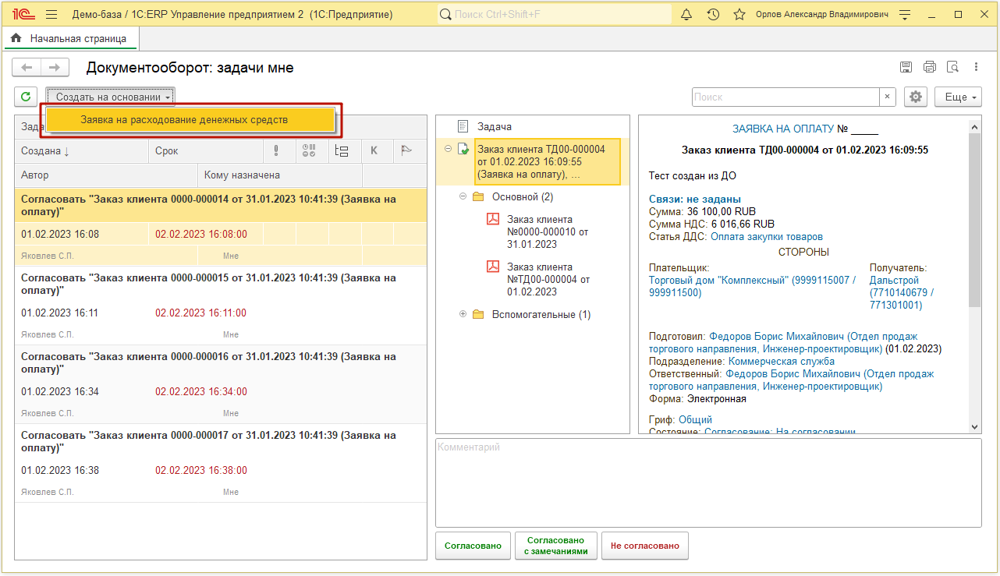 1С Демо-база / 1С:ERP Управление предприятием 2 (1С:Предприятие)
Поиск Ctrl+Shift+F
Орлов Александр Владимирович
Начальная страница
Документооборот: задачи мне
Создать на основании
Поиск
×
Еще
Заявка на расходование денежных средств
Зада
Создана ↓ Срок К
Автор Кому назначена
Согласовать "Заказ клиента 0000-000014 от 31.01.2023 10:41:39 (Заявка на
оплату)"
01.02.2023 16:08 02.02.2023 16:08:00
Яковлев С.П. Мне
Согласовать "Заказ клиента 0000-000015 от 31.01.2023 10:41:39 (Заявка на
оплату)"
01.02.2023 16:11 02.02.2023 16:11:00
Яковлев С.П. Мне
Согласовать "Заказ клиента 0000-000016 от 31.01.2023 10:41:39 (Заявка на
оплату)"
01.02.2023 16:34 02.02.2023 16:34:00
Яковлев С.П. Мне
Согласовать "Заказ клиента 0000-000017 от 31.01.2023 10:41:39 (Заявка на
оплату)"
01.02.2023 16:38 02.02.2023 16:38:00
Яковлев С.П. Мне
Задача
Заказ клиента ТД00-000004
от 01.02.2023 16:09:55
(Заявка на оплату), ...
Основной (2)
Заказ клиента
№0000-000010 от
31.01.2023
Заказ клиента
№ТД00-000004 от
01.02.2023
Вспомогательные (1)
ЗАЯВКА НА ОПЛАТУ № _____
Заказ клиента ТД00-000004 от 01.02.2023 16:09:55
Тест создан из ДО
Связи: не заданы
Сумма: 36 100,00 RUB
Сумма НДС: 6 016,66 RUB
Статья ДДС: Оплата закупки товаров
СТОРОНЫ
Плательщик:
Торговый дом "Комплексный" (9999115007 /
999911500)
Получатель:
Дальстрой
(7710140679 /
771301001)
Подготовил: Федоров Борис Михайлович (Отдел продаж
торгового направления, Инженер-проектировщик) (01.02.2023)
Подразделение: Коммерческая служба
Ответственный: Федоров Борис Михайлович (Отдел продаж
торгового направления, Инженер-проектировщик)
Форма: Электронная
Гриф: Общий
Состояние: Согласование: На согласовании
Комментарий
Согласовано
Согласовано
с замечаниями
Не согласовано